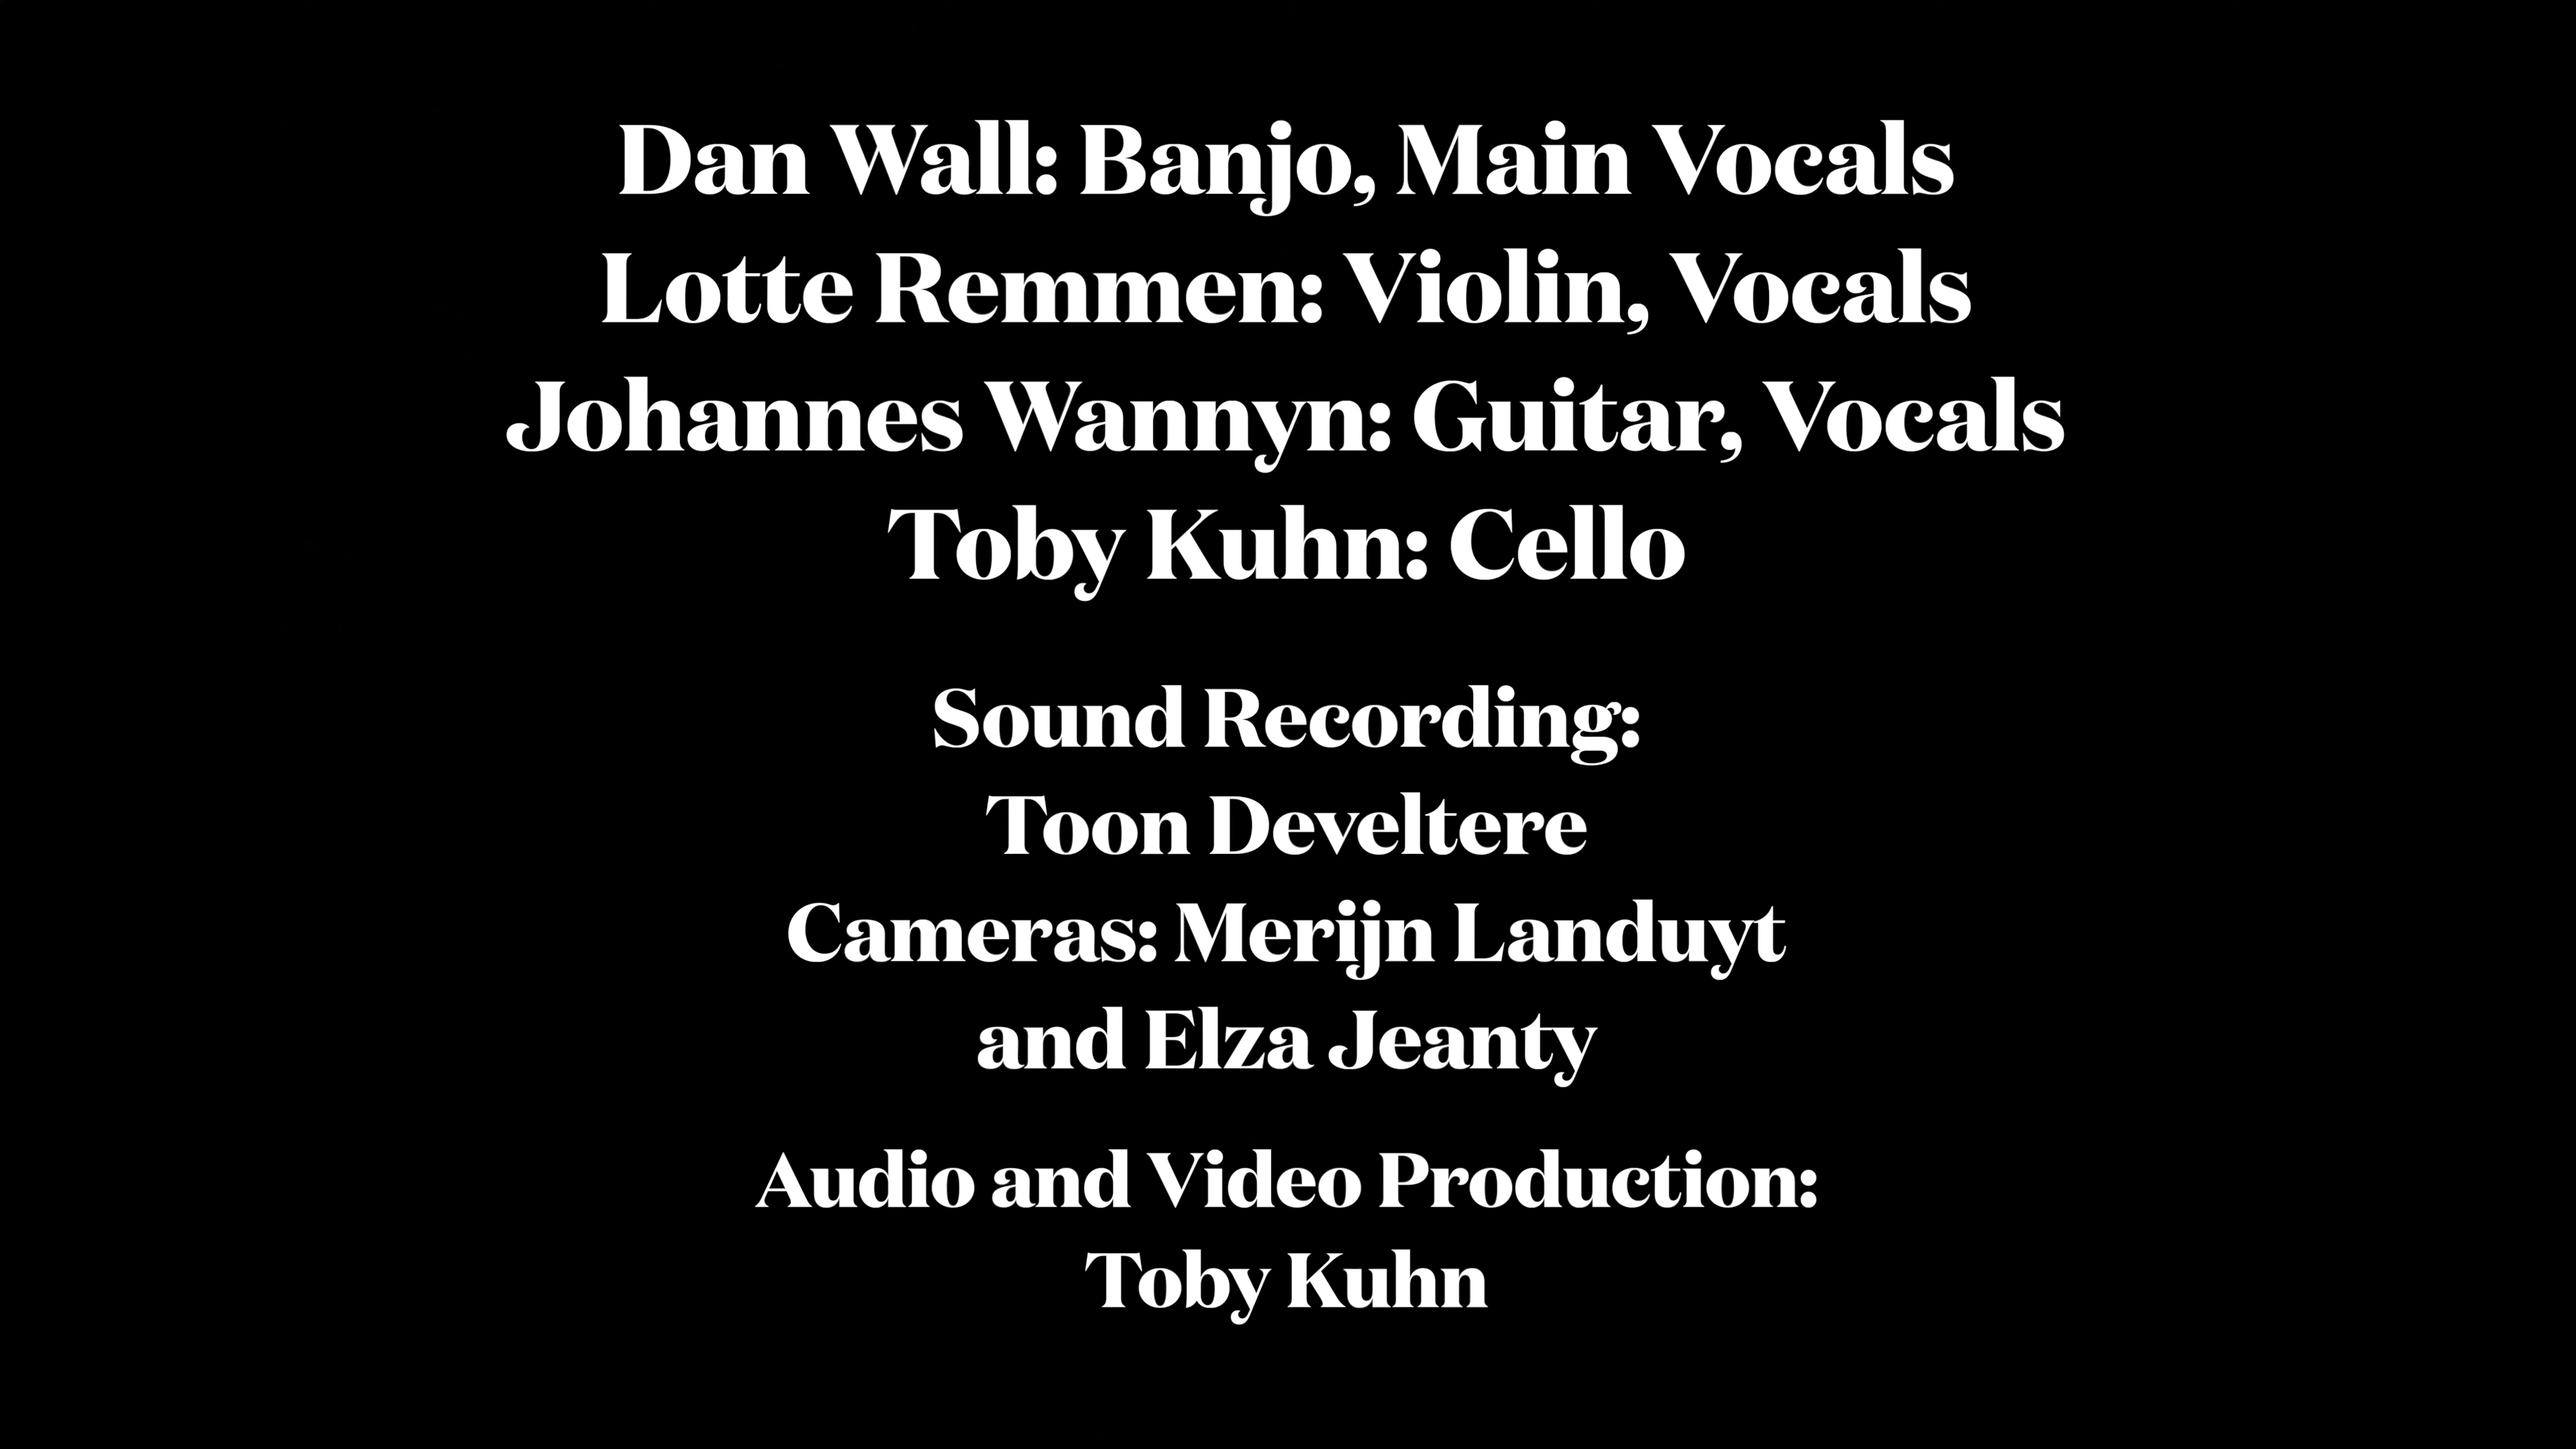 Dan Wall: Banjo, Main Vocals
Lotte Remmen: Violin, Vocals
Johannes Wannyn: Guitar, Vocals
Toby Kuhn: Cello
Sound Recording:
Toon Develtere
Cameras: Merijn Landuyt
and Elza Jeanty
Audio and Video Production:
Toby Kuhn